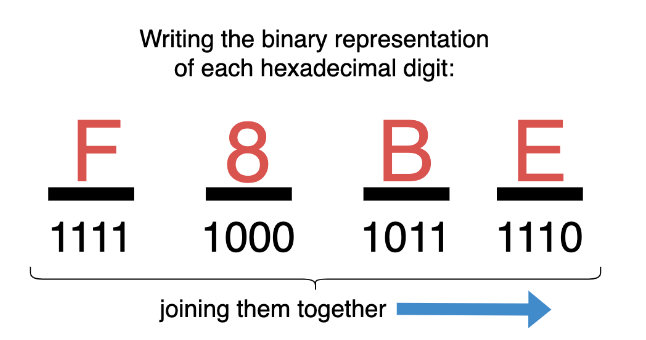 Writing the binary representation
of each hexadecimal digit:
F 8 B E
1111 1000 1011 1110
joining them together